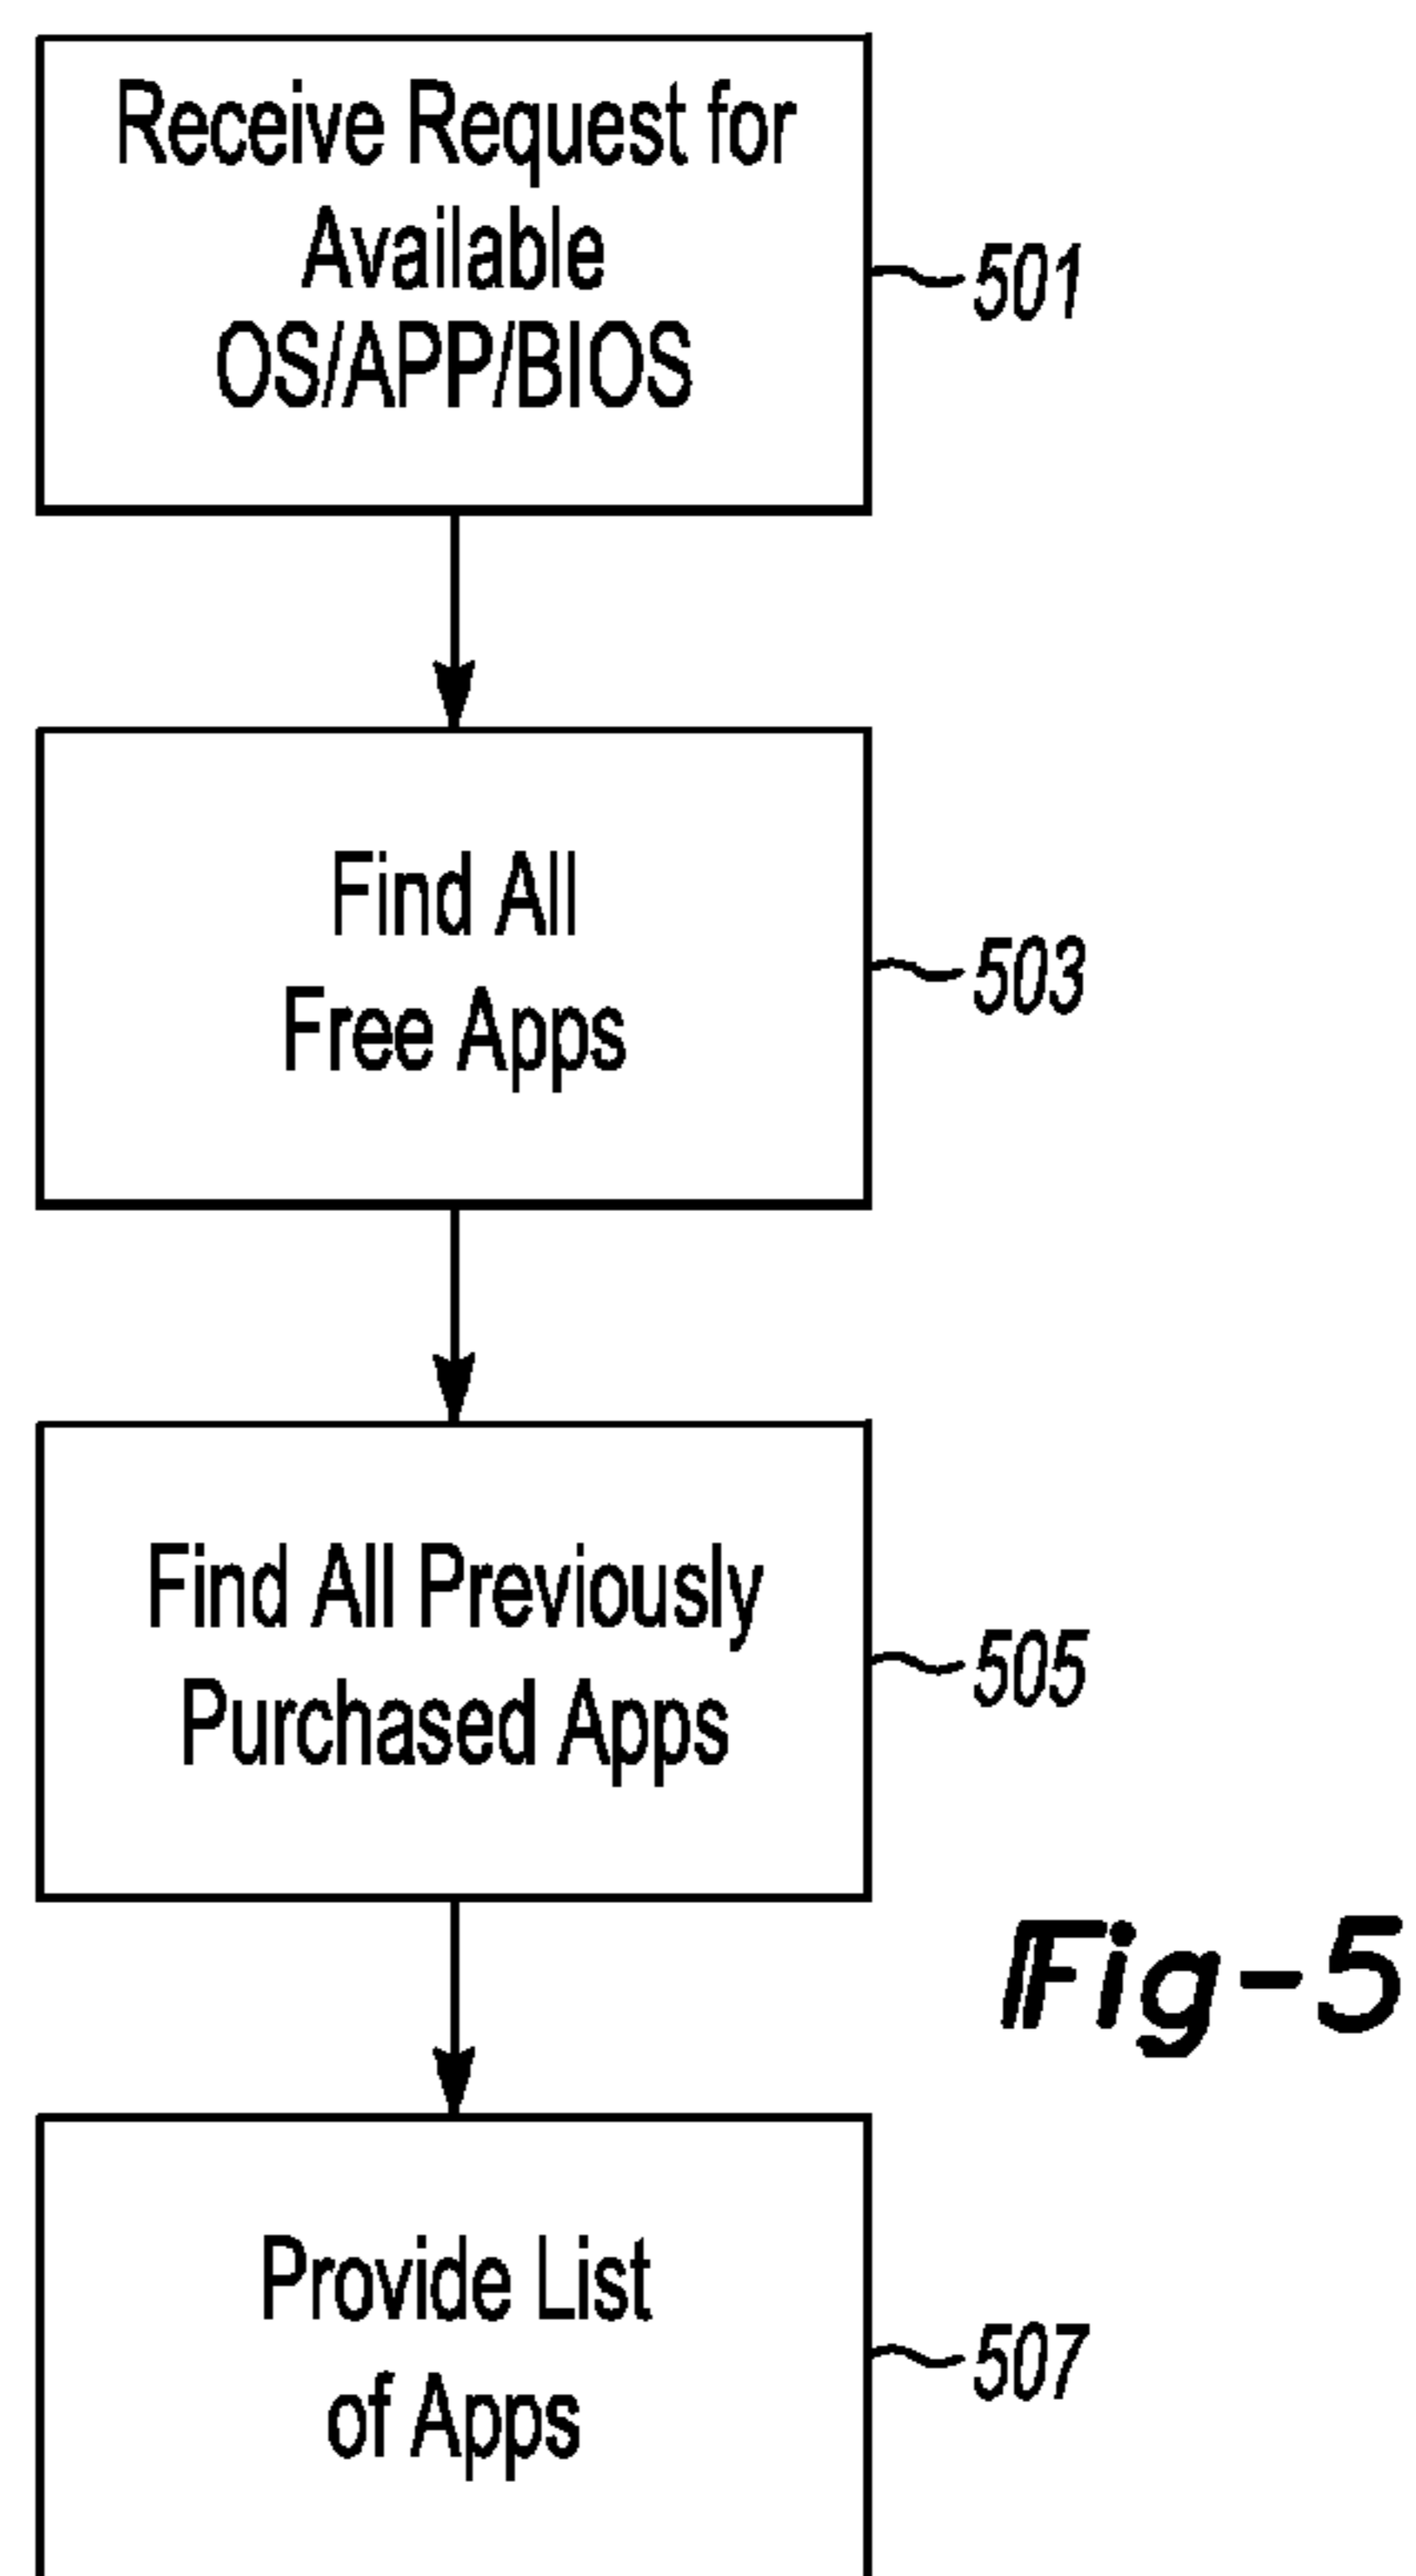 Receive Request for
Available
OS/APP/BIOS
501
Find All
Free Apps
503
Find All Previously
Purchased Apps
505
Fig-5
Provide List
of Apps
507